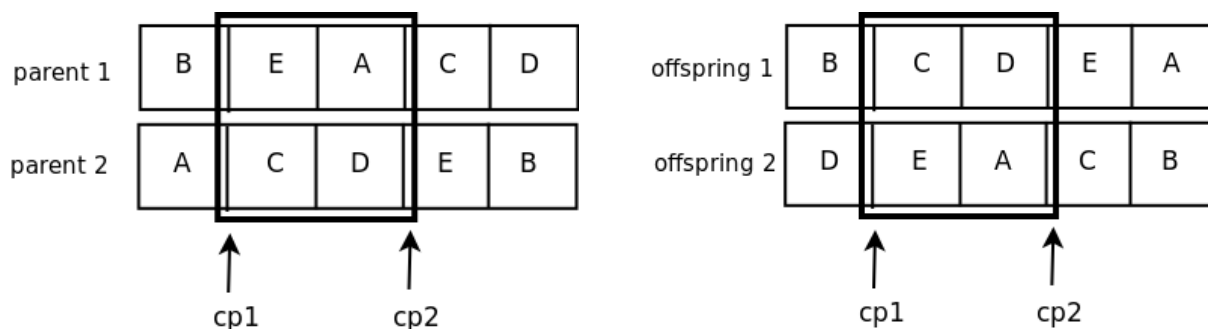 parent 1 B E A C D
offspring 1 B C D E A
parent 2 A C D E B
offspring 2 D E A C B
cp1 cp2
cp1 cp2